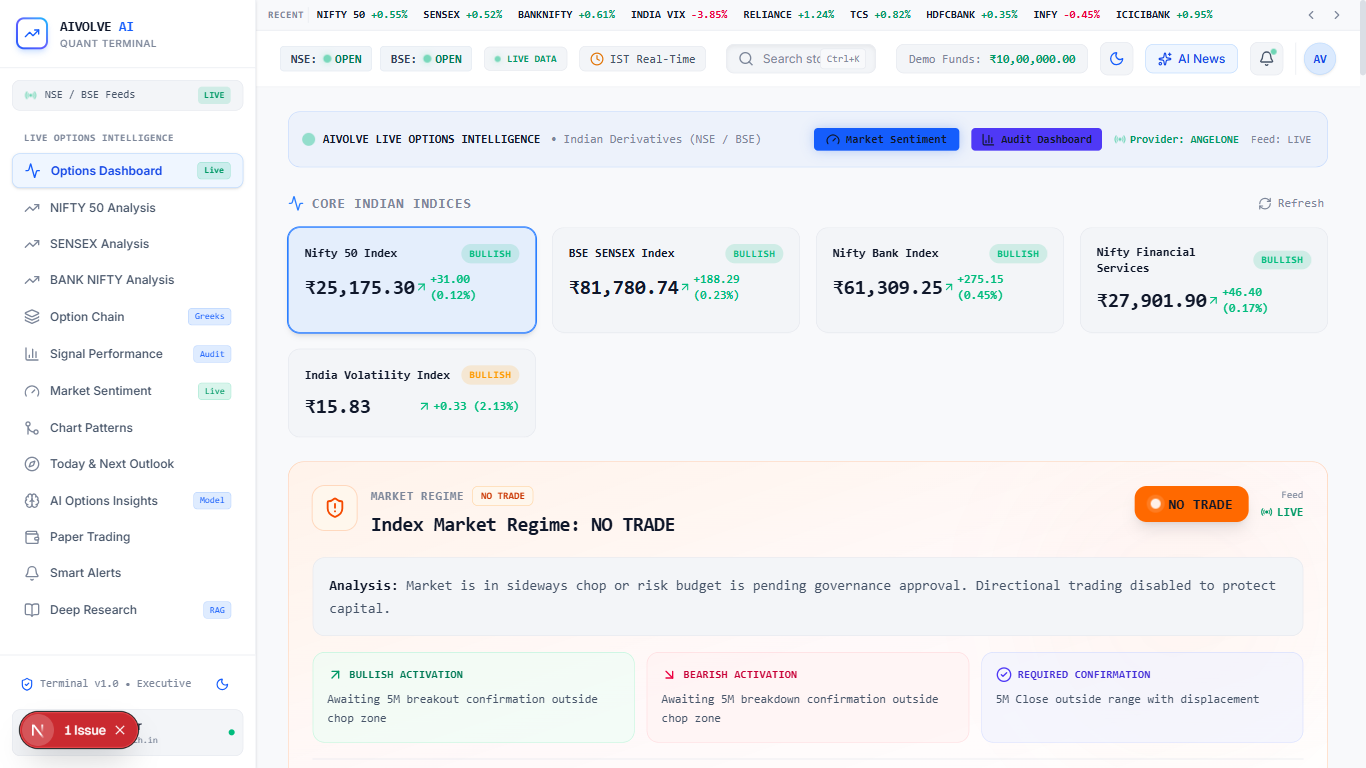 AIVOLVE AI
QUANT TERMINAL
NSE / BSE Feeds LIVE
LIVE OPTIONS INTELLIGENCE
Options Dashboard Live
NIFTY 50 Analysis
SENSEX Analysis
BANK NIFTY Analysis
Option Chain Greeks
Signal Performance Audit
Market Sentiment Live
Chart Patterns
Today & Next Outlook
AI Options Insights Model
Paper Trading
Smart Alerts
Deep Research RAG
Terminal v1.0 • Executive
N 1 Issue
RECENT NIFTY 50 +0.55% SENSEX +0.52% BANKNIFTY +0.61% INDIA VIX -3.85% RELIANCE +1.24% TCS +0.82% HDFCBANK +0.35% INFY -0.45% ICICIBANK +0.95%
NSE: OPEN BSE: OPEN LIVE DATA IST Real-Time Search sto Ctrl+K Demo Funds: ₹10,00,000.00 AI News AV
AIVOLVE LIVE OPTIONS INTELLIGENCE • Indian Derivatives (NSE / BSE) Market Sentiment Audit Dashboard Provider: ANGELONE Feed: LIVE
CORE INDIAN INDICES Refresh
Nifty 50 Index BULLISH
₹25,175.30 +31.00
(0.12%)
BSE SENSEX Index BULLISH
₹81,780.74 +188.29
(0.23%)
Nifty Bank Index BULLISH
₹61,309.25 +275.15
(0.45%)
Nifty Financial
Services BULLISH
₹27,901.90 +46.40
(0.17%)
India Volatility Index BULLISH
₹15.83 +0.33 (2.13%)
MARKET REGIME NO TRADE
Index Market Regime: NO TRADE
NO TRADE
Feed
LIVE
Analysis: Market is in sideways chop or risk budget is pending governance approval. Directional trading disabled to protect
capital.
BULLISH ACTIVATION
Awaiting 5M breakout confirmation outside
chop zone
BEARISH ACTIVATION
Awaiting 5M breakdown confirmation outside
chop zone
REQUIRED CONFIRMATION
5M Close outside range with displacement